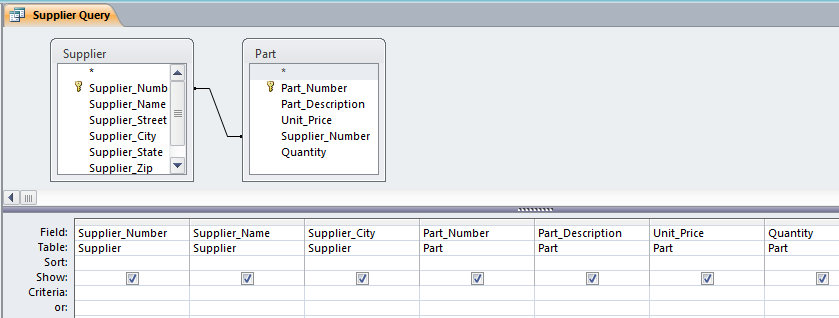 Supplier Query
Supplier
*
Supplier_Numb
Supplier_Name
Supplier_Street
Supplier_City
Supplier_State
Supplier_Zip
Part
*
Part_Number
Part_Description
Unit_Price
Supplier_Number
Quantity
Field: Supplier_Number Supplier_Name Supplier_City Part_Number Part_Description Unit_Price Quantity
Table: Supplier Supplier Supplier Part Part Part Part
Sort:
Show:
Criteria:
or: